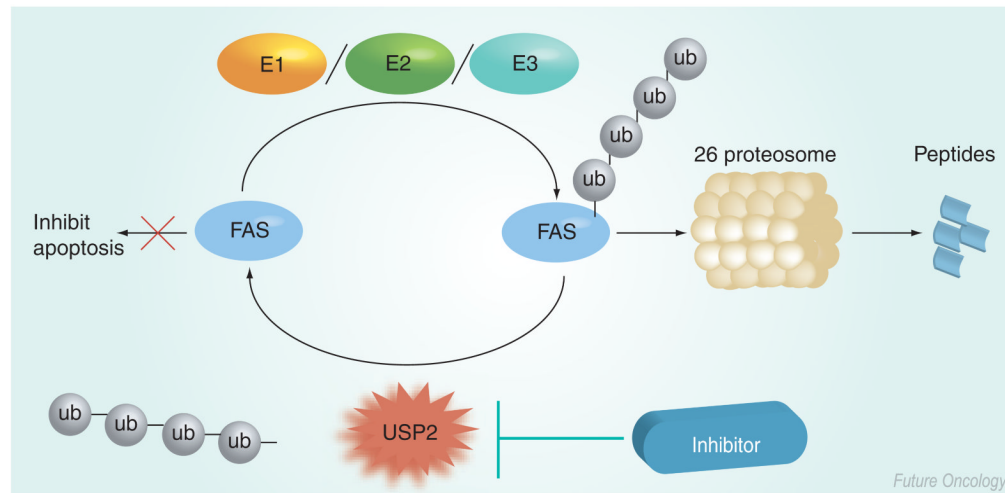 E1
E2
E3
ub
ub
ub
ub
26 proteosome
Peptides
Inhibit
apoptosis
FAS
FAS
ub
ub
ub
ub
USP2
Inhibitor
Future Oncology